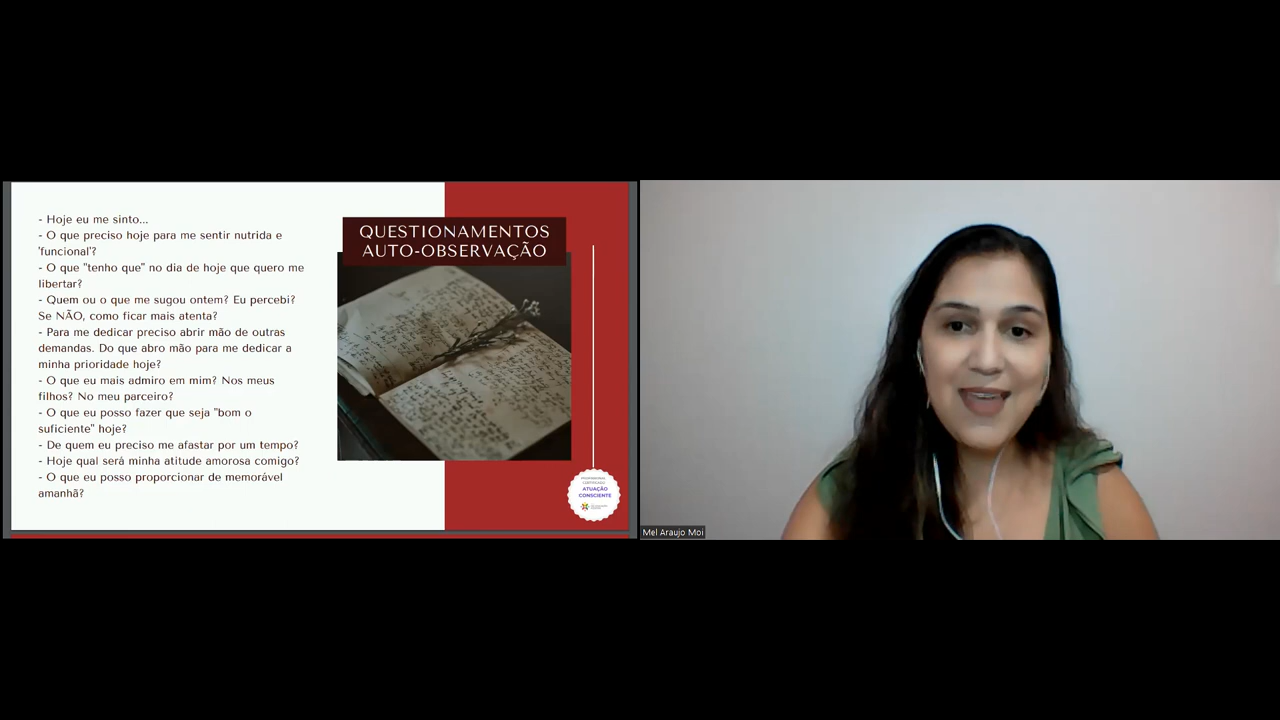 - Hoje eu me sinto...
- O que preciso hoje para me sentir nutrida e
'funcional'?
- O que "tenho que" no dia de hoje que quero me
libertar?
- Quem ou o que me sugou ontem? Eu percebi?
Se NÃO, como ficar mais atenta?
- Para me dedicar preciso abrir mão de outras
demandas. Do que abro mão para me dedicar a
minha prioridade hoje?
- O que eu mais admiro em mim? Nos meus
filhos? No meu parceiro?
- O que eu posso fazer que seja "bom o
suficiente" hoje?
- De quem eu preciso me afastar por um tempo?
- Hoje qual será minha atitude amorosa comigo?
- O que eu posso proporcionar de memorável
amanhã?
QUESTIONAMENTOS
AUTO-OBSERVAÇÃO
PROFISSIONAL
CERTIFICADO
ATUAÇÃO
CONSCIENTE
Mel Araujo Moi